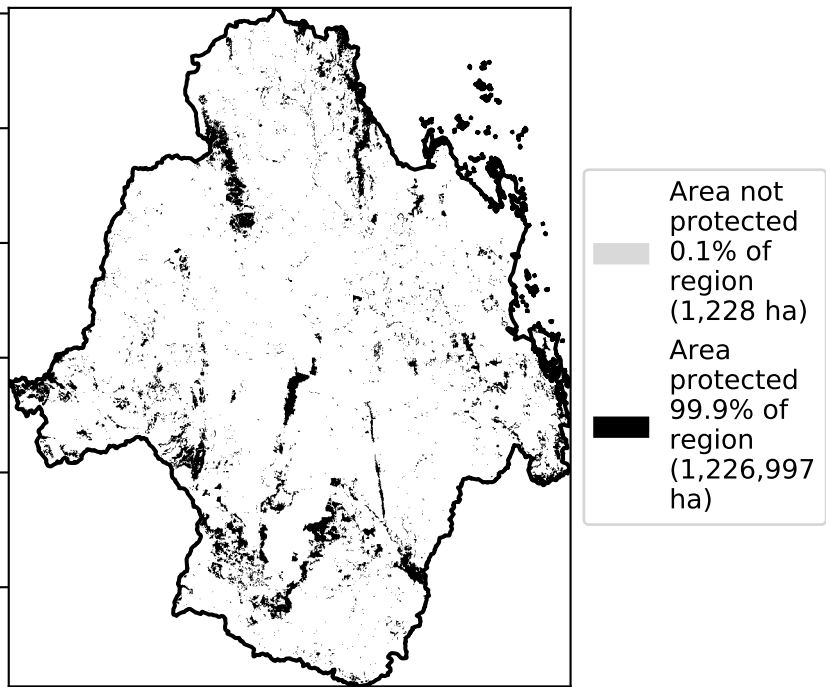 Area not
protected
0.1% of
region
(1,228 ha)
Area
protected
99.9% of
region
(1,226,997
ha)